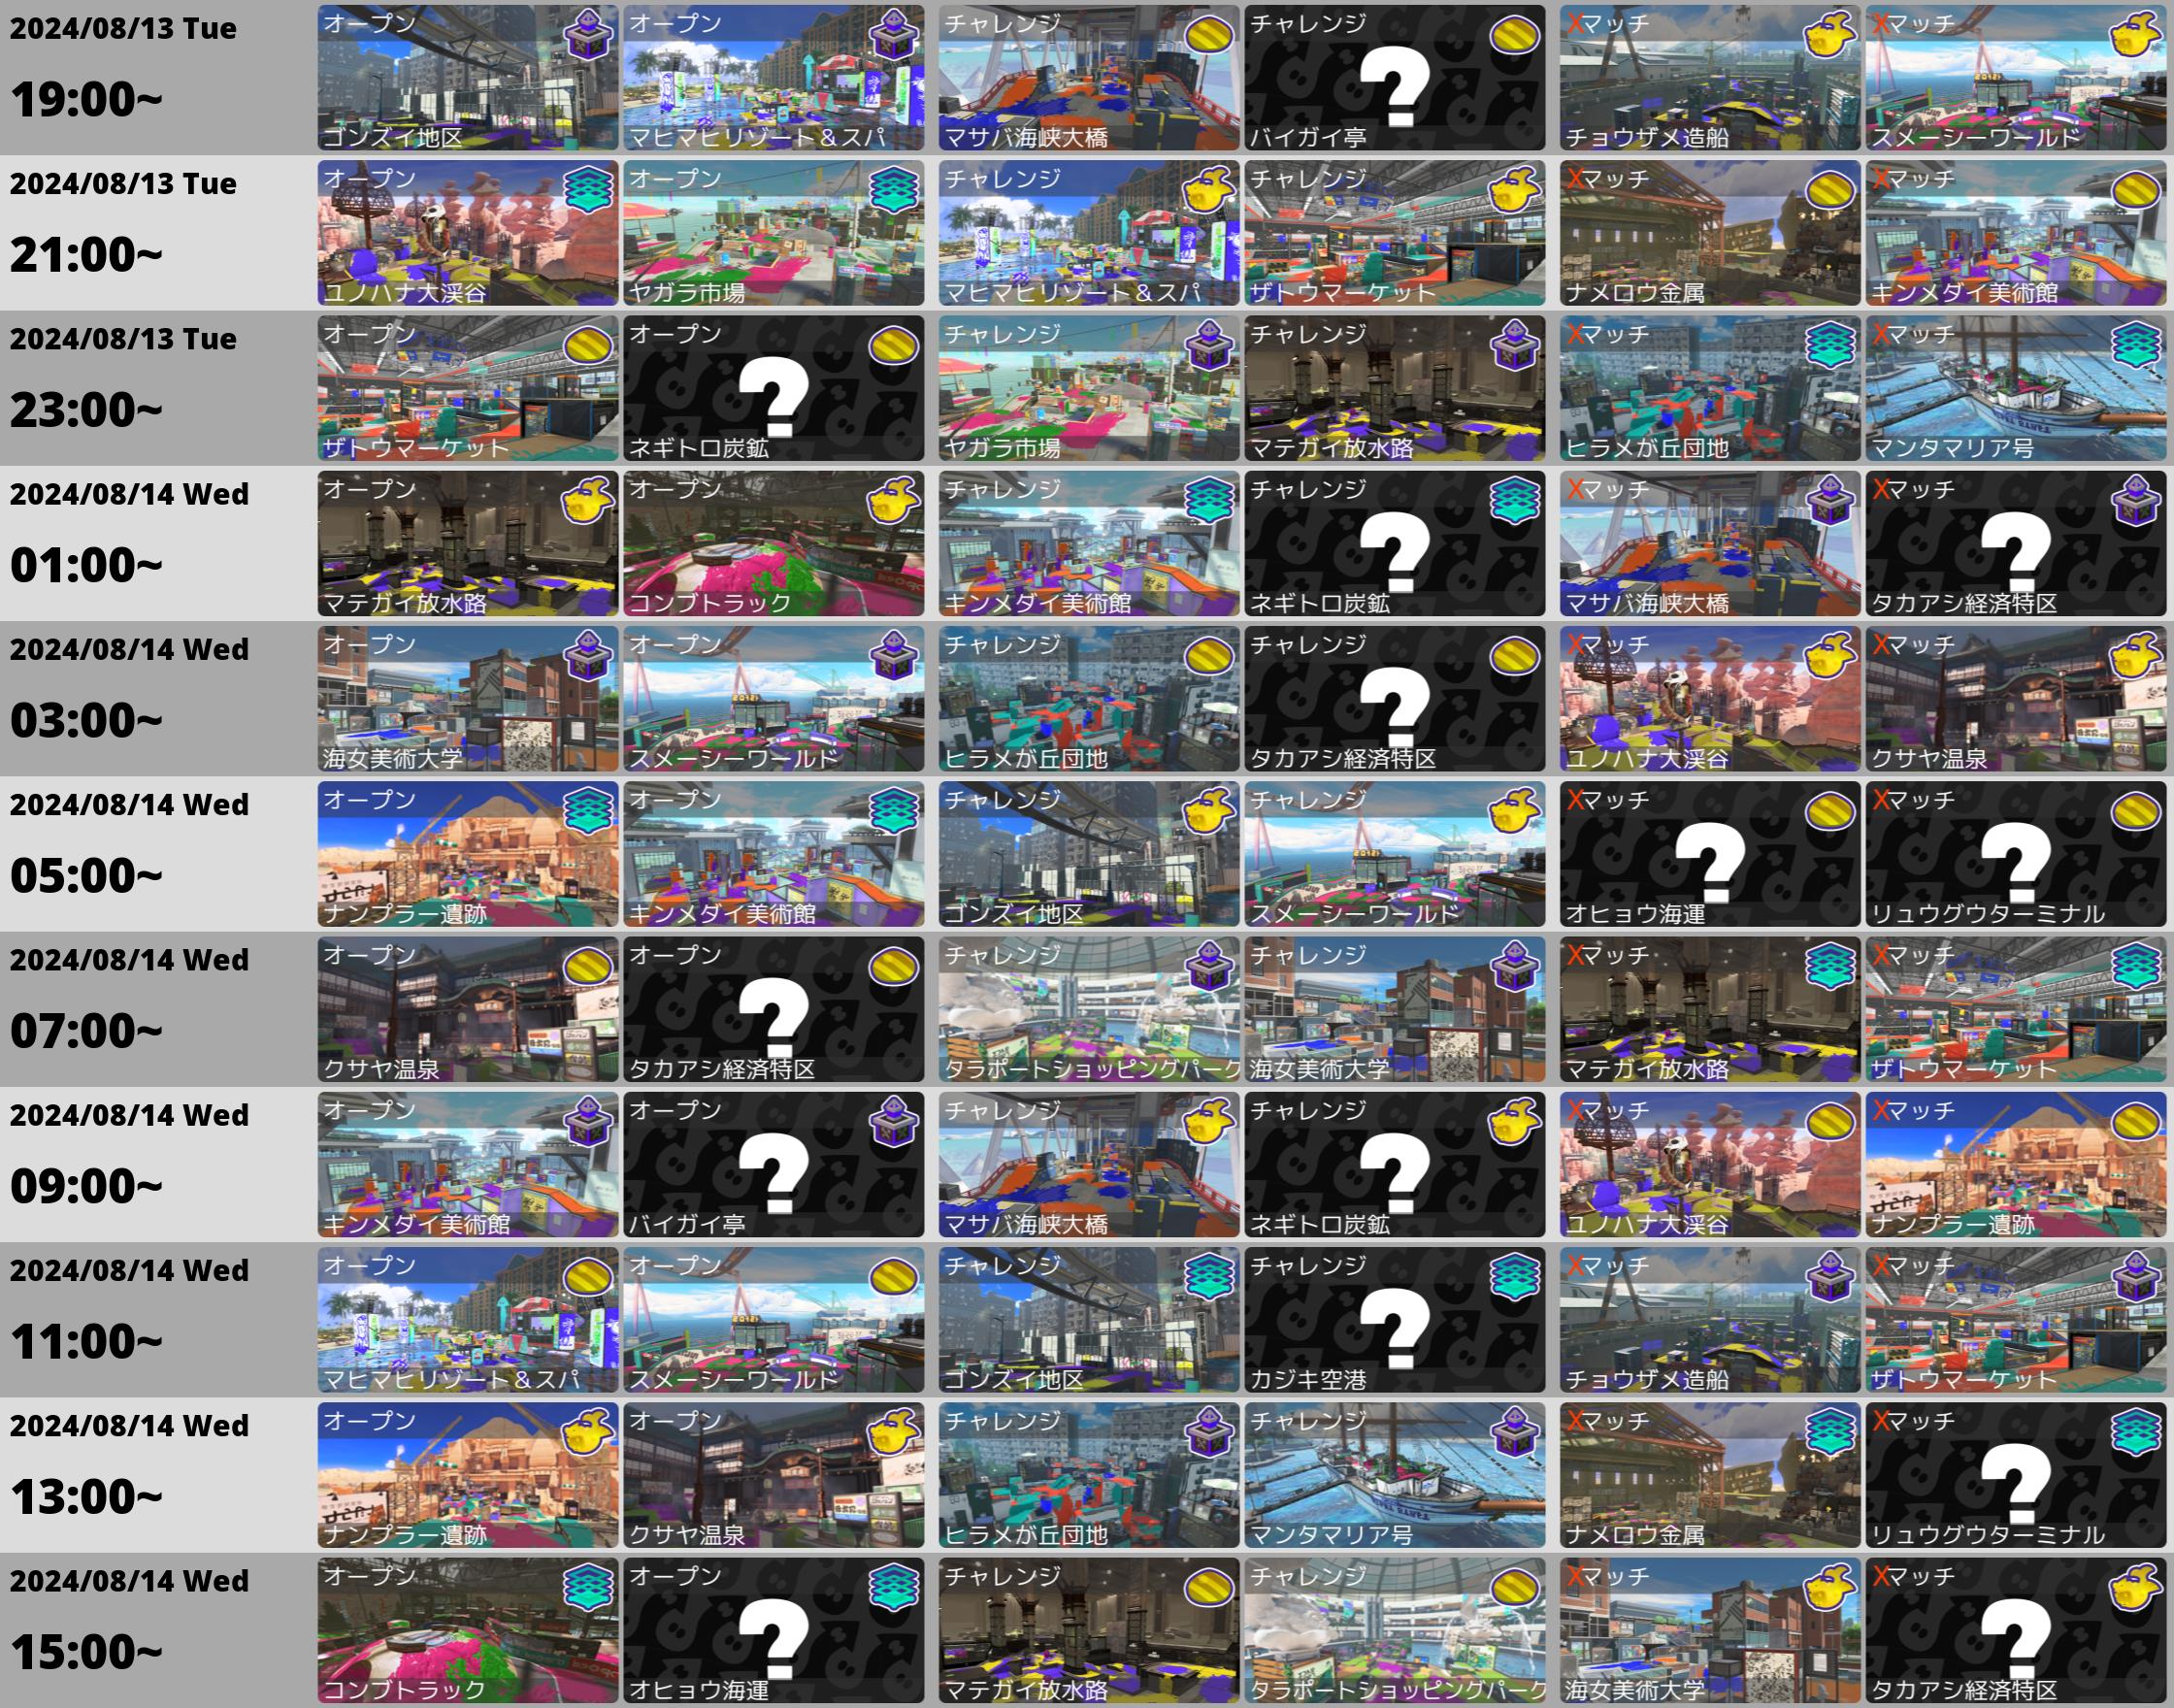 2024/08/13 Tue
19:00~
オープン
ゴンズイ地区
オープン
マヒマヒリゾート＆スパ
チャレンジ
マサバ海峡大橋
チャレンジ
バイガイ亭
Xマッチ
チョウザメ造船
Xマッチ
スメーシーワールド
2024/08/13 Tue
21:00~
オープン
ユノハナ大渓谷
オープン
ヤガラ市場
チャレンジ
マヒマヒリゾート＆スパ
チャレンジ
ザトウマーケット
Xマッチ
ナメロウ金属
Xマッチ
キンメダイ美術館
2024/08/13 Tue
23:00~
オープン
ザトウマーケット
オープン
ネギトロ炭鉱
チャレンジ
ヤガラ市場
チャレンジ
マテガイ放水路
Xマッチ
ヒラメが丘団地
Xマッチ
マンタマリア号
2024/08/14 Wed
01:00~
オープン
マテガイ放水路
オープン
コンブトラック
チャレンジ
キンメダイ美術館
チャレンジ
ネギトロ炭鉱
Xマッチ
マサバ海峡大橋
Xマッチ
タカアシ経済特区
2024/08/14 Wed
03:00~
オープン
海女美術大学
オープン
スメーシーワールド
チャレンジ
ヒラメが丘団地
チャレンジ
タカアシ経済特区
Xマッチ
ユノハナ大渓谷
Xマッチ
クサヤ温泉
2024/08/14 Wed
05:00~
オープン
ナンプラー遺跡
オープン
キンメダイ美術館
チャレンジ
ゴンズイ地区
チャレンジ
スメーシーワールド
Xマッチ
オヒョウ海運
Xマッチ
リュウグウターミナル
2024/08/14 Wed
07:00~
オープン
クサヤ温泉
オープン
タカアシ経済特区
チャレンジ
タラポートショッピングパーク
チャレンジ
海女美術大学
Xマッチ
マテガイ放水路
Xマッチ
ザトウマーケット
2024/08/14 Wed
09:00~
オープン
キンメダイ美術館
オープン
バイガイ亭
チャレンジ
マサバ海峡大橋
チャレンジ
ネギトロ炭鉱
Xマッチ
ユノハナ大渓谷
Xマッチ
ナンプラー遺跡
2024/08/14 Wed
11:00~
オープン
マヒマヒリゾート＆スパ
オープン
スメーシーワールド
チャレンジ
ゴンズイ地区
チャレンジ
カジキ空港
Xマッチ
チョウザメ造船
Xマッチ
ザトウマーケット
2024/08/14 Wed
13:00~
オープン
ナンプラー遺跡
オープン
クサヤ温泉
チャレンジ
ヒラメが丘団地
チャレンジ
マンタマリア号
Xマッチ
ナメロウ金属
Xマッチ
リュウグウターミナル
2024/08/14 Wed
15:00~
オープン
コンブトラック
オープン
オヒョウ海運
チャレンジ
マテガイ放水路
チャレンジ
タラポートショッピングパーク
Xマッチ
海女美術大学
Xマッチ
タカアシ経済特区